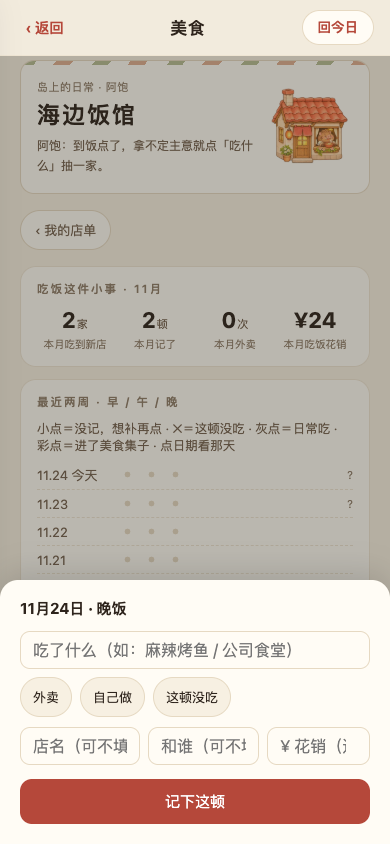 ‹ 返回
美食
回今日
岛上的日常 · 阿饱
海边饭馆
阿饱：到饭点了，拿不定主意就点「吃什
么」抽一家。
‹ 我的店单
吃饭这件小事 · 11月
2家
2顿
0次
¥24
本月吃到新店
本月记了
本月外卖
本月吃饭花销
最近两周 · 早 / 午 / 晚
小点＝没记，想补再点 · ✕＝这顿没吃 · 灰点＝日常吃 ·
彩点＝进了美食集子 · 点日期看那天
11.24 今天
?
11.23
?
11.22
11.21
11月24日 · 晚饭
吃了什么（如：麻辣烤鱼 / 公司食堂）
外卖
自己做
这顿没吃
店名（可不填
和谁（可不
¥ 花销（
记下这顿